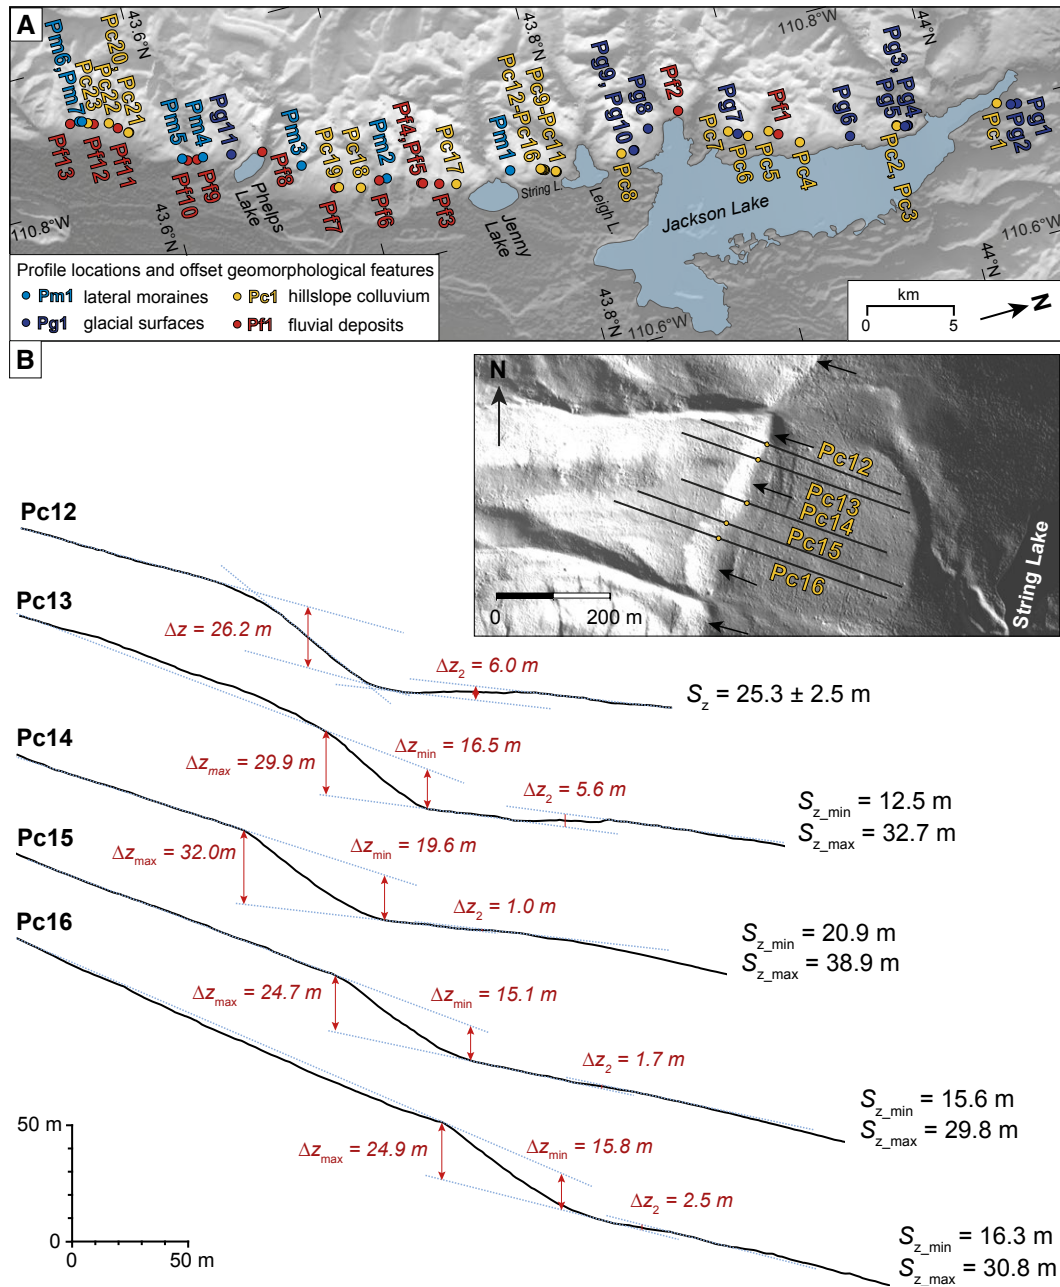 A
43.6°N
43.8°N
110.8°W
44°N
Pm6, Pm7
Pc23
Pc22
Pc20, Pc21
Pm5
Pm4
Pg11
Pm3
Pc19
Pc18
Pm2
Pf4, Pf5
Pc17
Pm1
Pc12-Pc16
Pc9-Pc11
Pg9, Pg10
Pg8
Pf2
Pg7
Pf1
Pg6
Pg5
Pg3, Pg4
Pc1
Pg2
Pg1
Pf13
Pf12
Pf11
Pf10
Pf9
Pf8
Pf7
Pf6
Pf3
Pc8
Pc7
Pc6
Pc5
Pc4
Pc2, Pc3
Phelps
Lake
Jenny
Lake
String L.
Leigh L.
Jackson Lake
110.8°W
43.6°N
43.8°N
110.6°W
44°N
110.6°W
Profile locations and offset geomorphological features
Pm1 lateral moraines
Pc1 hillslope colluvium
Pg1 glacial surfaces
Pf1 fluvial deposits
km
0 5
N
B
N
Pc12
Pc13
Pc14
Pc15
Pc16
String Lake
0 200 m
Pc12
Δz = 26.2 m
Δz2 = 6.0 m
Sz = 25.3 ± 2.5 m
Pc13
Δzmax = 29.9 m
Δzmin = 16.5 m
Δz2 = 5.6 m
Sz_min = 12.5 m
Sz_max = 32.7 m
Pc14
Δzmax = 32.0m
Δzmin = 19.6 m
Δz2 = 1.0 m
Sz_min = 20.9 m
Sz_max = 38.9 m
Pc15
Δzmax = 24.7 m
Δzmin = 15.1 m
Δz2 = 1.7 m
Sz_min = 15.6 m
Sz_max = 29.8 m
Pc16
Δzmax = 24.9 m
Δzmin = 15.8 m
Δz2 = 2.5 m
Sz_min = 16.3 m
Sz_max = 30.8 m
50 m
0
0 50 m